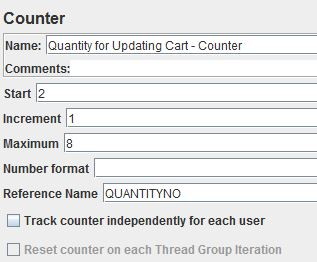 Counter
Name: Quantity for Updating Cart - Counter
Comments:
Start 2
Increment 1
Maximum 8
Number format
Reference Name QUANTITYNO
Track counter independently for each user
Reset counter on each Thread Group Iteration